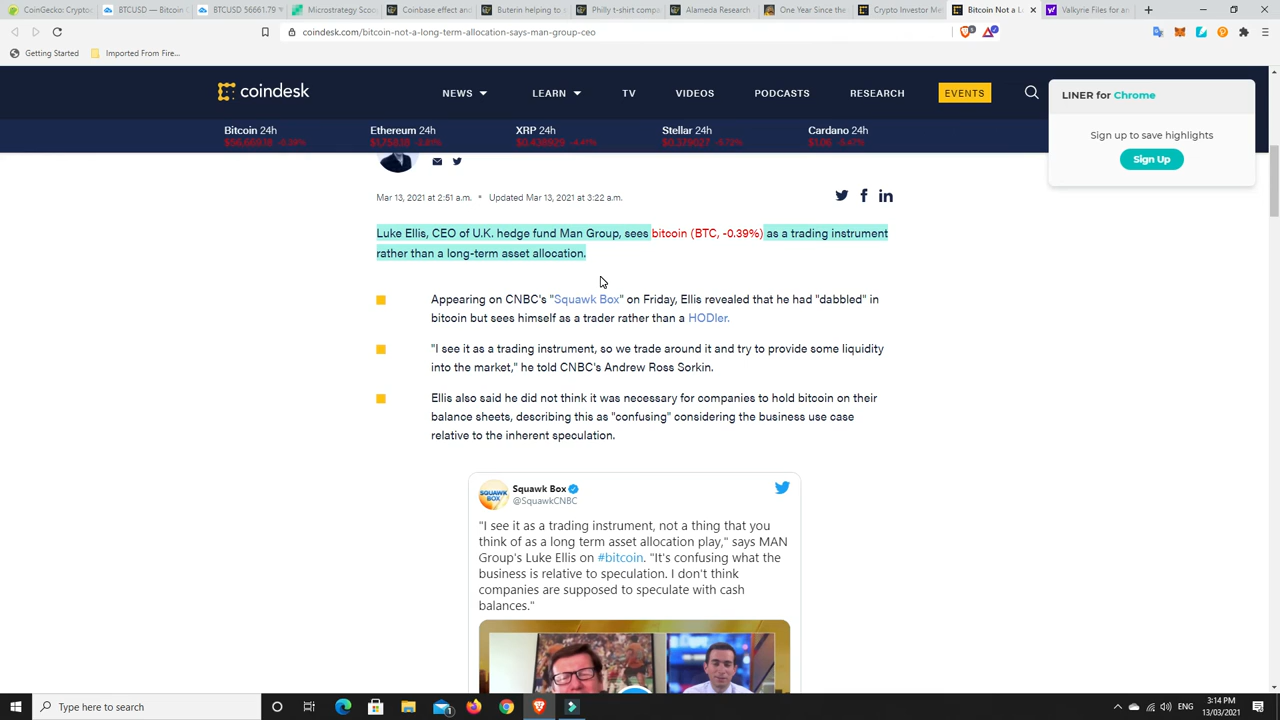 CoinGecko: Crypto
BTCUSD — Bitcoin
BTCUSD 56661.79
Microstrategy Scoo
Coinbase effect and
Buterin helping to
Philly t-shirt compa
Alameda Research
One Year Since the
Crypto Investor Me
Bitcoin Not a L
Valkyrie Files for an
coindesk.com/bitcoin-not-a-long-term-allocation-says-man-group-ceo
Dashboard
Imported From Fire...
coindesk
NEWS
LEARN
TV
VIDEOS
PODCASTS
RESEARCH
EVENTS
LINER for Chrome
Sign up to save highlights
Sign Up
Bitcoin 24h
Ethereum 24h
XRP 24h
Stellar 24h
Cardano 24h
Mar 13, 2021 at 2:51 a.m. • Updated Mar 13, 2021 at 3:22 a.m.
Luke Ellis, CEO of U.K. hedge fund Man Group, sees bitcoin (BTC, -0.39%) as a trading instrument
rather than a long-term asset allocation.
Appearing on CNBC's "Squawk Box" on Friday, Ellis revealed that he had "dabbled" in
bitcoin but sees himself as a trader rather than a HODler.
"I see it as a trading instrument, so we trade around it and try to provide some liquidity
into the market," he told CNBC's Andrew Ross Sorkin.
Ellis also said he did not think it was necessary for companies to hold bitcoin on their
balance sheets, describing this as "confusing" considering the business use case
relative to the inherent speculation.
SQUAWK
BOX
Squawk Box
@SquawkCNBC
"I see it as a trading instrument, not a thing that you
think of as a long term asset allocation play," says MAN
Group's Luke Ellis on #bitcoin. "It's confusing what the
business is relative to speculation. I don't think
companies are supposed to speculate with cash
balances."
Type here to search
ENG
3:14 PM
13/03/2021